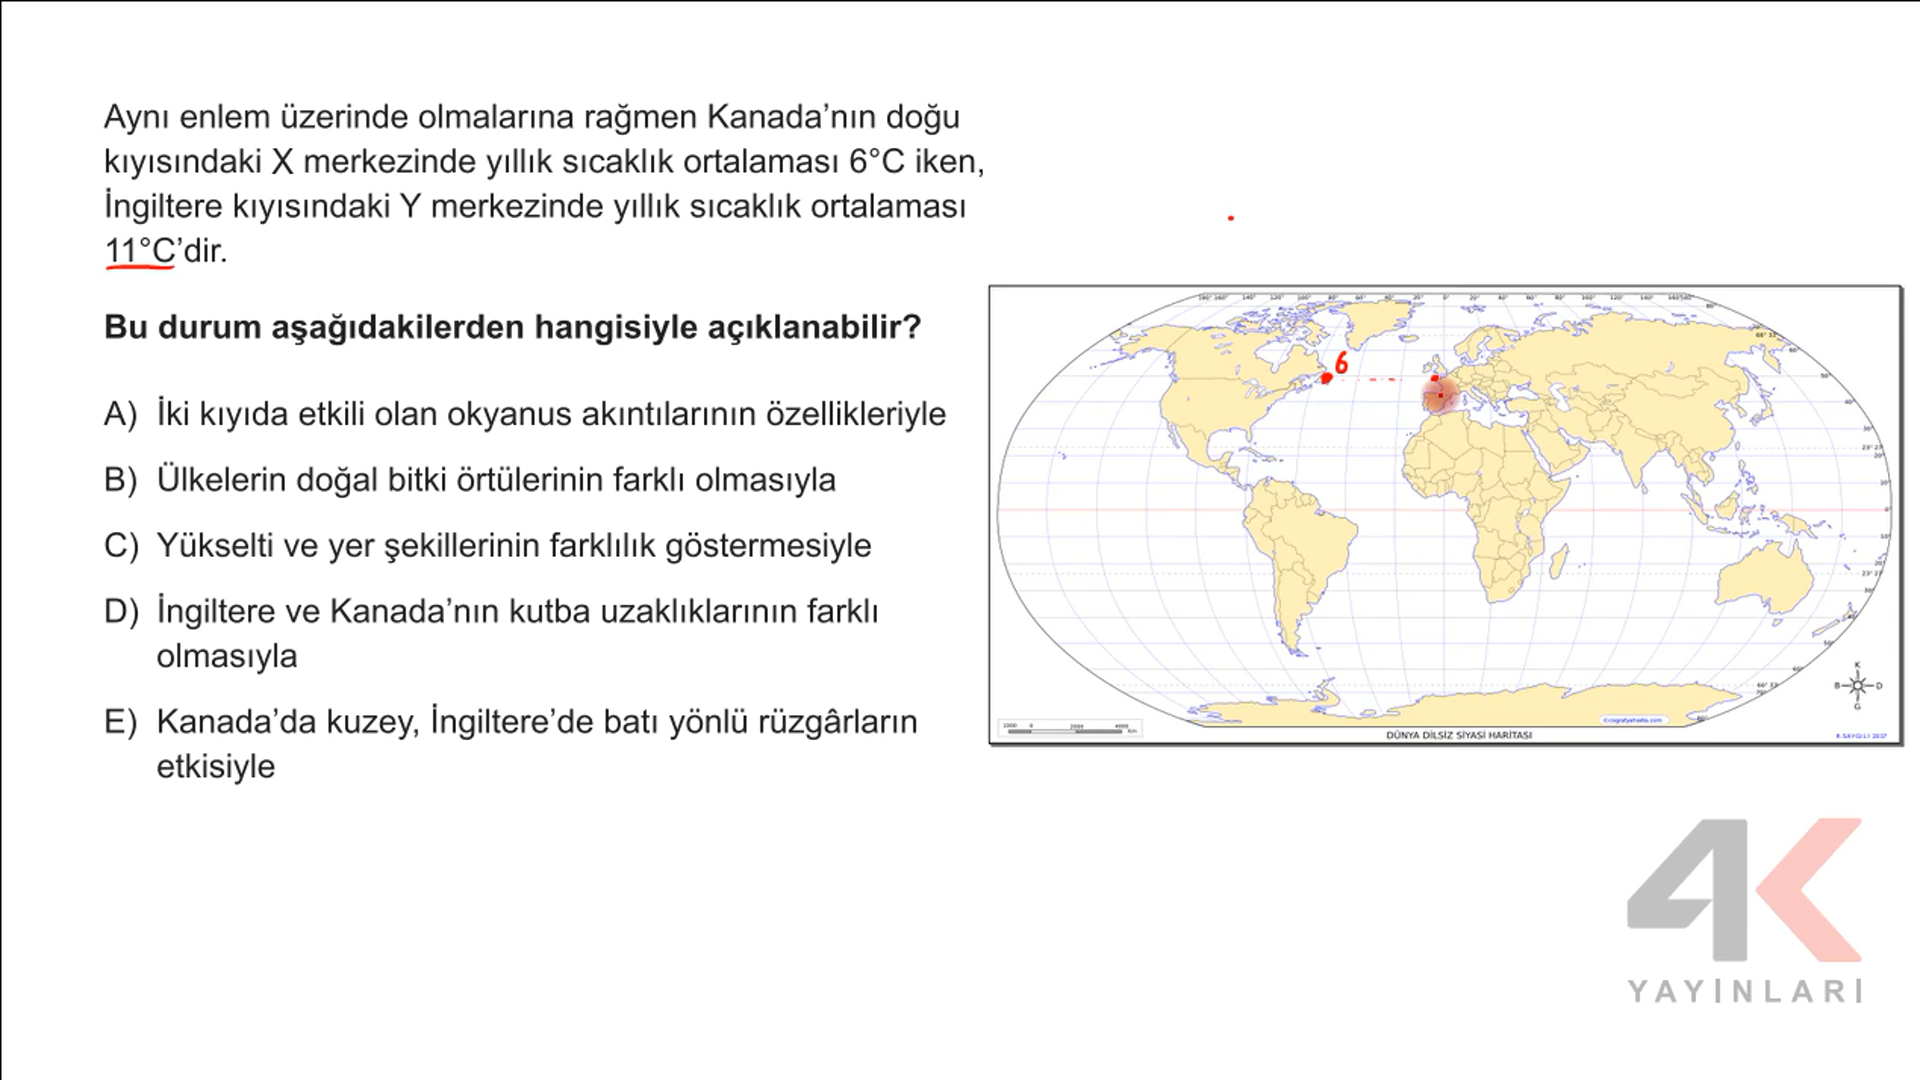 Aynı enlem üzerinde olmalarına rağmen Kanada’nın doğu
kıyısındaki X merkezinde yıllık sıcaklık ortalaması 6°C iken,
İngiltere kıyısındaki Y merkezinde yıllık sıcaklık ortalaması
11°C’dir.
Bu durum aşağıdakilerden hangisiyle açıklanabilir?
A) İki kıyıda etkili olan okyanus akıntılarının özellikleriyle
B) Ülkelerin doğal bitki örtülerinin farklı olmasıyla
C) Yükselti ve yer şekillerinin farklılık göstermesiyle
D) İngiltere ve Kanada’nın kutba uzaklıklarının farklı
olmasıyla
E) Kanada’da kuzey, İngiltere’de batı yönlü rüzgârların
etkisiyle
6
K
B D
G
DÜNYA DİLSİZ SİYASİ HARİTASI
4K
YAYINLARI